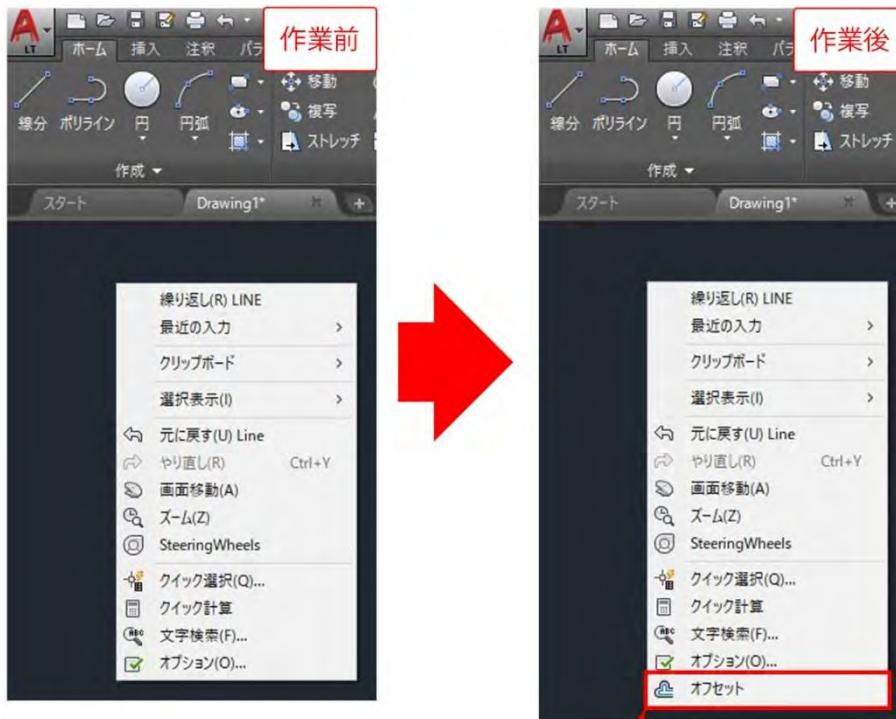 作業前
LT
ホーム 挿入 注釈 パラ
移動
複写
線分 ポリライン 円 円弧
ストレッチ
作成
スタート Drawing1*
繰り返し(R) LINE
最近の入力
クリップボード
選択表示(I)
元に戻す(U) Line
やり直し(R) Ctrl+Y
画面移動(A)
ズーム(Z)
SteeringWheels
クイック選択(Q)...
クイック計算
文字検索(F)...
オプション(O)...
作業後
LT
ホーム 挿入 注釈 パラ
移動
複写
線分 ポリライン 円 円弧
ストレッチ
作成
スタート Drawing1*
繰り返し(R) LINE
最近の入力
クリップボード
選択表示(I)
元に戻す(U) Line
やり直し(R) Ctrl+Y
画面移動(A)
ズーム(Z)
SteeringWheels
クイック選択(Q)...
クイック計算
文字検索(F)...
オプション(O)...
オフセット